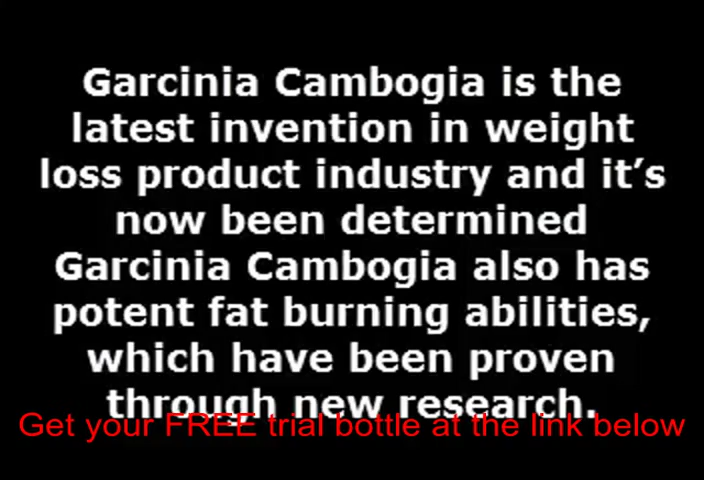 Garcinia Cambogia is the
latest invention in weight
loss product industry and it’s
now been determined
Garcinia Cambogia also has
potent fat burning abilities,
which have been proven
through new research.
Get your FREE trial bottle at the link below